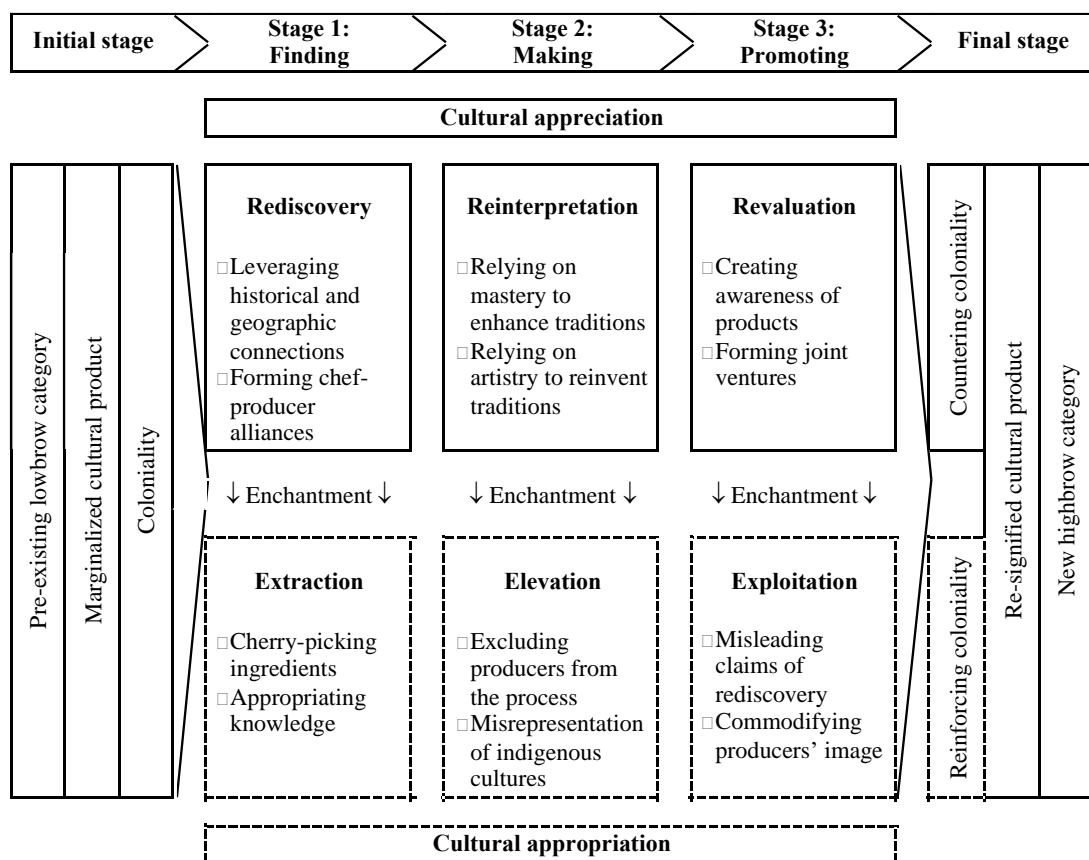 Initial stage
Stage 1:
Finding
Stage 2:
Making
Stage 3:
Promoting
Final stage
Cultural appreciation
Pre-existing lowbrow category
Marginalized cultural product
Coloniality
Rediscovery
Leveraging
historical and
geographic
connections
Forming chef-
producer
alliances
Reinterpretation
Relying on
mastery to
enhance traditions
Relying on
artistry to reinvent
traditions
Revaluation
Creating
awareness of
products
Forming joint
ventures
↓ Enchantment ↓
↓ Enchantment ↓
↓ Enchantment ↓
Extraction
Cherry-picking
ingredients
Appropriating
knowledge
Elevation
Excluding
producers from
the process
Misrepresentation
of indigenous
cultures
Exploitation
Misleading
claims of
rediscovery
Commodifying
producers’ image
Countering coloniality
Reinforcing coloniality
Re-signified cultural product
New highbrow category
Cultural appropriation